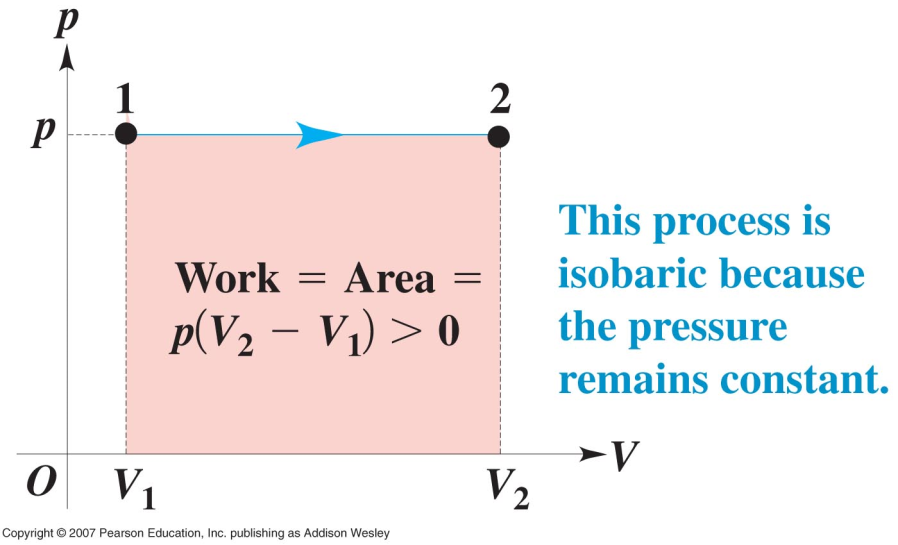 p
1
2
p
This process is
isobaric because
the pressure
remains constant.
Work = Area =
p(V₂ − V₁) > 0
V
O
V₁
V₂
Copyright © 2007 Pearson Education, Inc. publishing as Addison Wesley